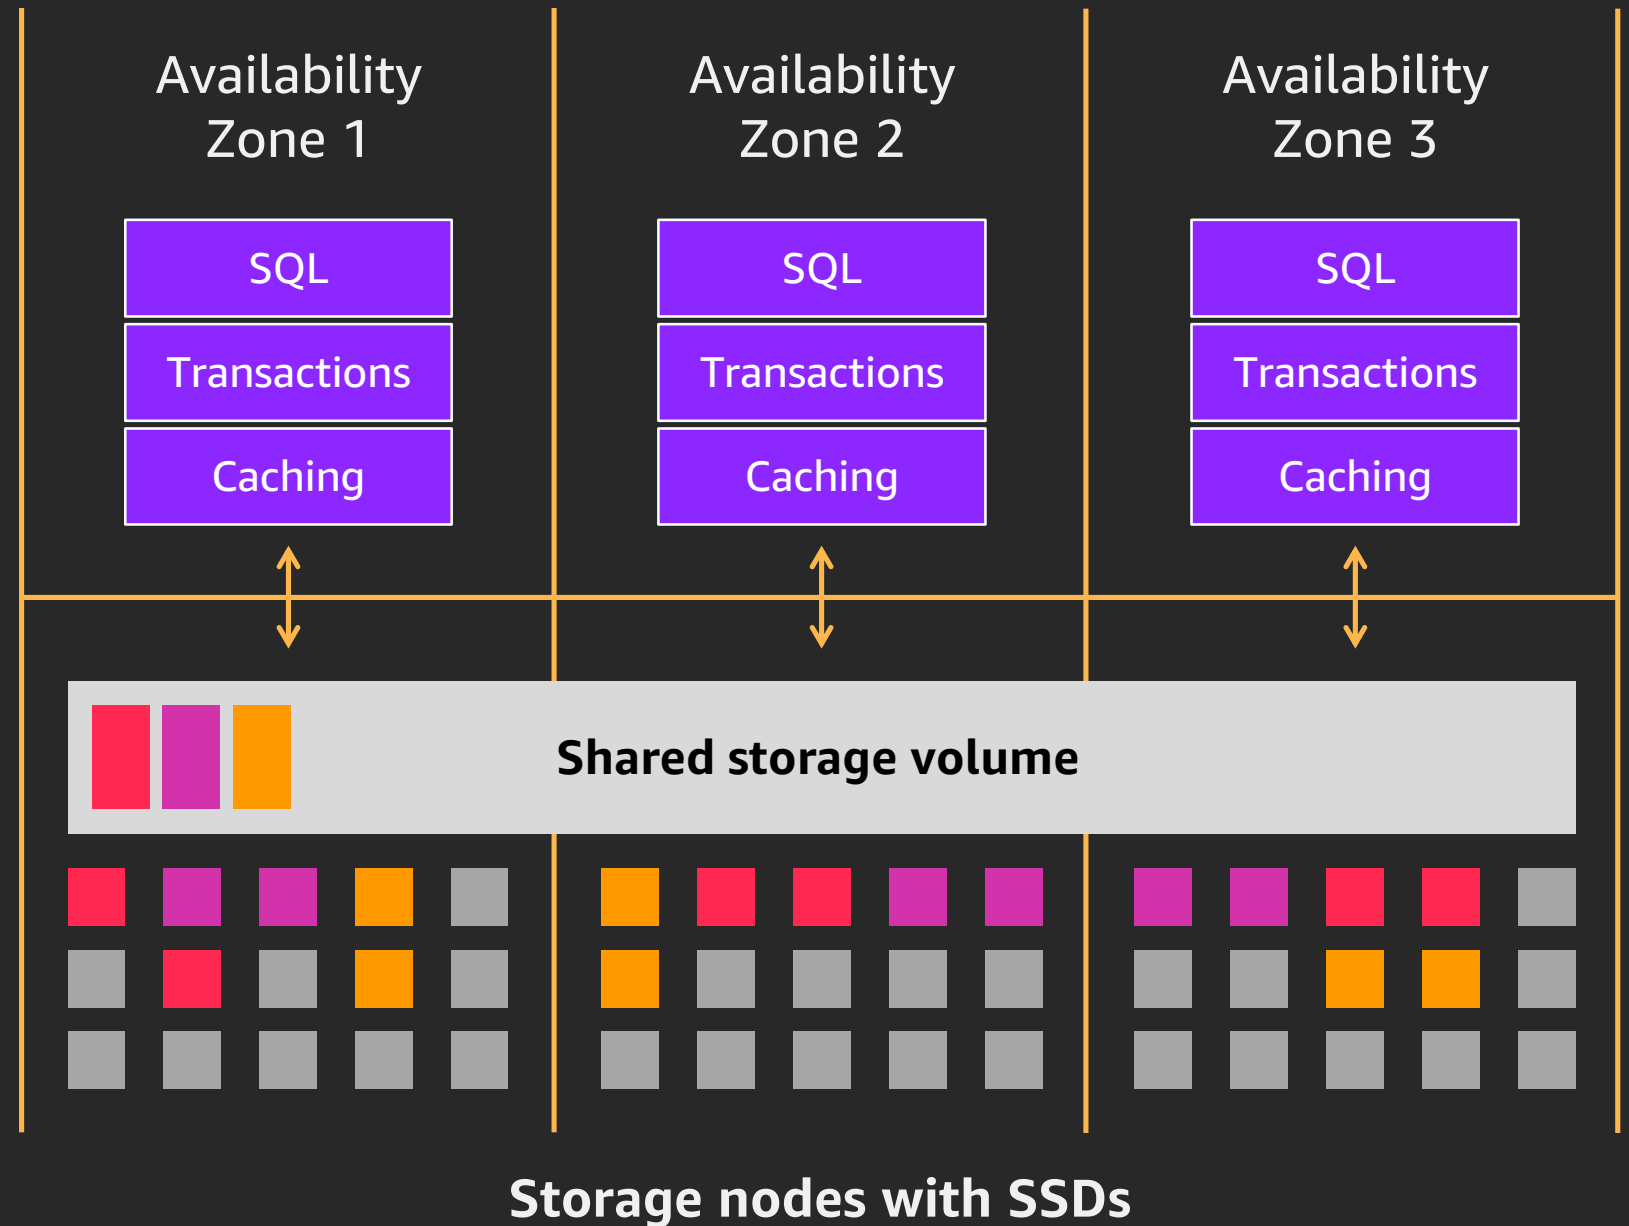 Availability
Zone 1
Availability
Zone 2
Availability
Zone 3
SQL
SQL
SQL
Transactions
Transactions
Transactions
Caching
Caching
Caching
Shared storage volume
Storage nodes with SSDs